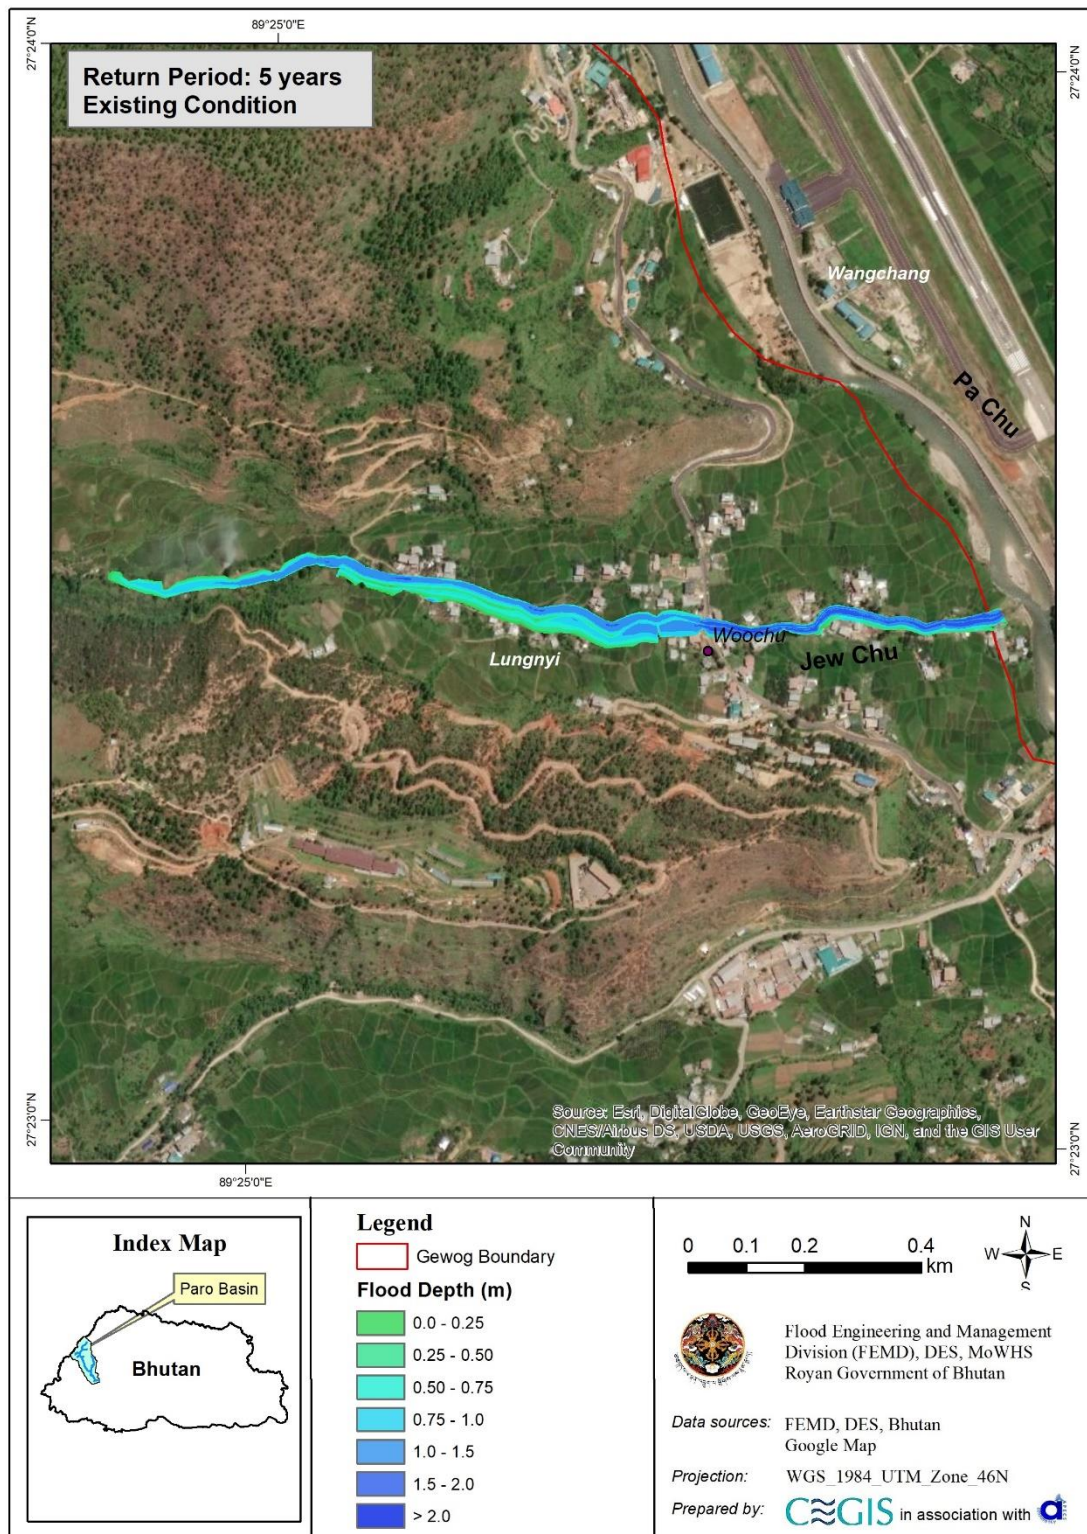 89°25'0"E
27°24'0"N
27°24'0"N
Return Period: 5 years
Existing Condition
Wangchang
Pa Chu
Woochu
Lungnyi
Jew Chu
Source: Esri, DigitalGlobe, GeoEye, Earthstar Geographics,
CNES/Airbus DS, USDA, USGS, AeroGRID, IGN, and the GIS User
Community
27°23'0"N
27°23'0"N
89°25'0"E
Index Map
Paro Basin
Bhutan
Legend
Gewog Boundary
Flood Depth (m)
0.0 - 0.25
0.25 - 0.50
0.50 - 0.75
0.75 - 1.0
1.0 - 1.5
1.5 - 2.0
> 2.0
0 0.1 0.2 0.4
km
N
W E
S
Flood Engineering and Management
Division (FEMD), DES, MoWHS
Royan Government of Bhutan
Data sources: FEMD, DES, Bhutan
Google Map
Projection: WGS_1984_UTM_Zone_46N
Prepared by: CEGIS in association with